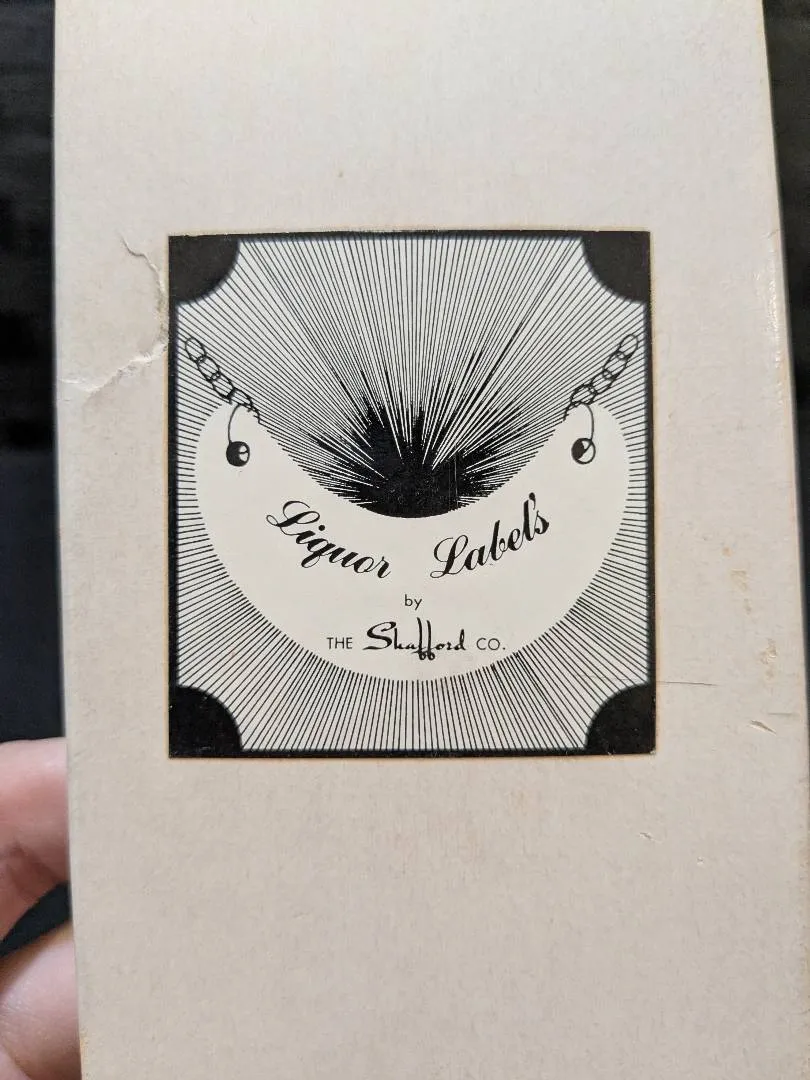 Liquor Label's
by
THE Shafford CO.